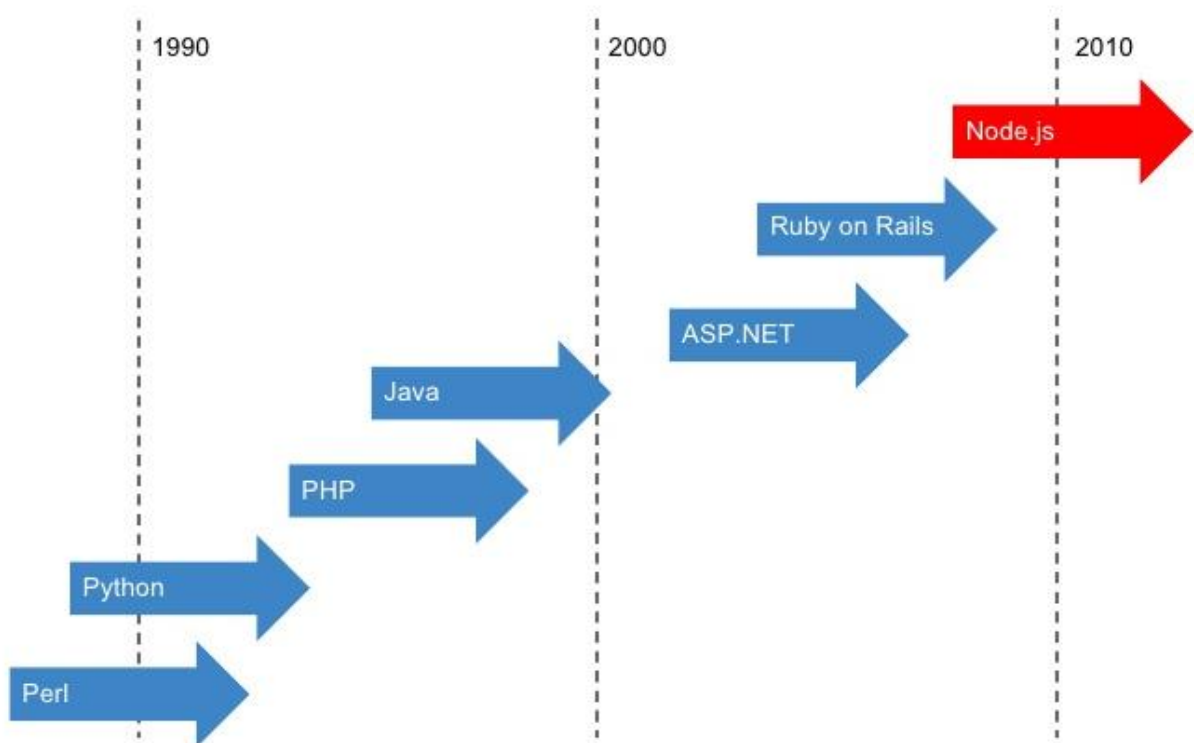 1990
2000
2010
Node.js
Ruby on Rails
ASP.NET
Java
PHP
Python
Perl